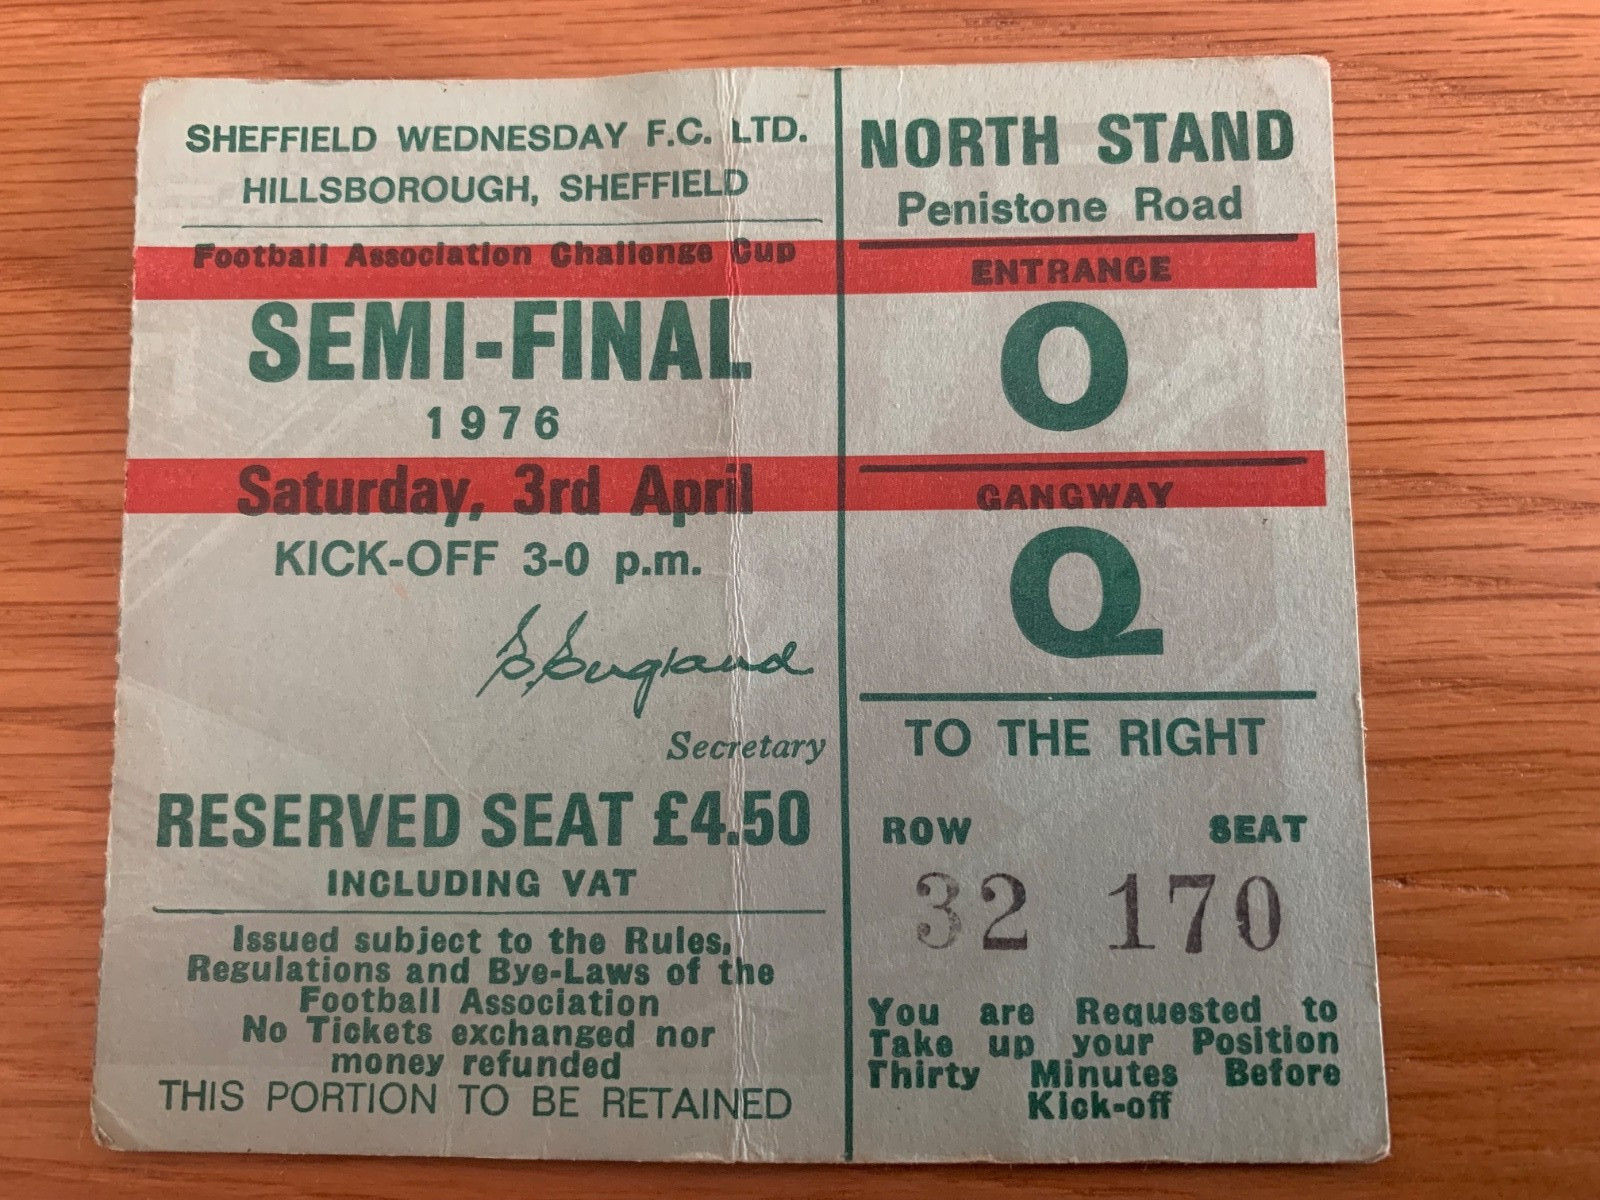 SHEFFIELD WEDNESDAY F.C. LTD.
HILLSBOROUGH, SHEFFIELD
Football Association Challenge Cup
SEMI-FINAL
1976
Saturday, 3rd April
KICK-OFF 3-0 p.m.
Secretary
RESERVED SEAT £4.50
INCLUDING VAT
Issued subject to the Rules,
Regulations and Bye-Laws of the
Football Association
No Tickets exchanged nor
money refunded
THIS PORTION TO BE RETAINED
NORTH STAND
Penistone Road
ENTRANCE
O
GANGWAY
Q
TO THE RIGHT
ROW SEAT
32 170
You are Requested to
Take up your Position
Thirty Minutes Before
Kick-off